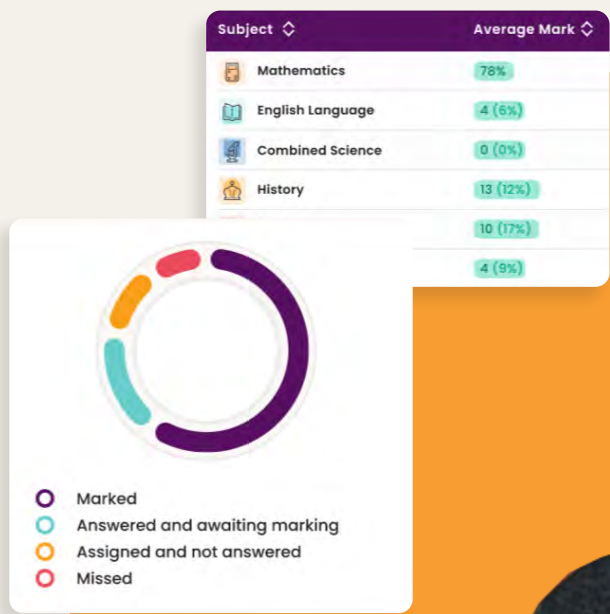 Subject Average Mark
Mathematics 78%
English Language 4 (6%)
Combined Science 0 (0%)
History 13 (12%)
10 (17%)
4 (9%)
Marked
Answered and awaiting marking
Assigned and not answered
Missed